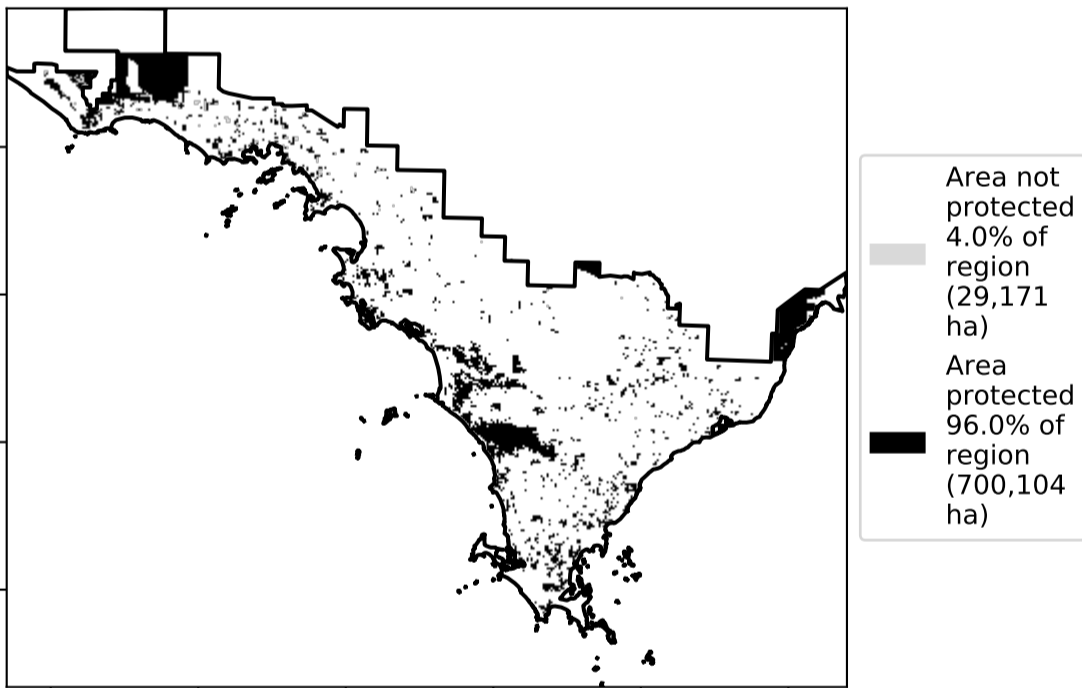 Area not
protected
4.0% of
region
(29,171
ha)
Area
protected
96.0% of
region
(700,104
ha)